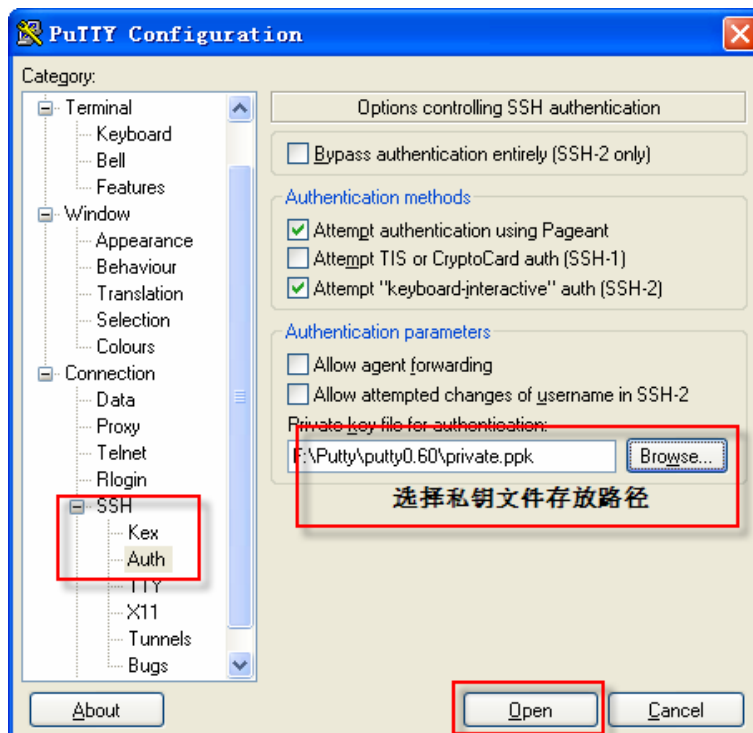 PuTTY Configuration
Category:
Terminal
Keyboard
Bell
Features
Window
Appearance
Behaviour
Translation
Selection
Colours
Connection
Data
Proxy
Telnet
Rlogin
SSH
Kex
Auth
TTY
X11
Tunnels
Bugs
Options controlling SSH authentication
Bypass authentication entirely (SSH-2 only)
Authentication methods
Attempt authentication using Pageant
Attempt TIS or CryptoCard auth (SSH-1)
Attempt "keyboard-interactive" auth (SSH-2)
Authentication parameters
Allow agent forwarding
Allow attempted changes of username in SSH-2
Private key file for authentication:
F:\Putty\putty0.60\private.ppk
Browse...
选择私钥文件存放路径
About
Open
Cancel